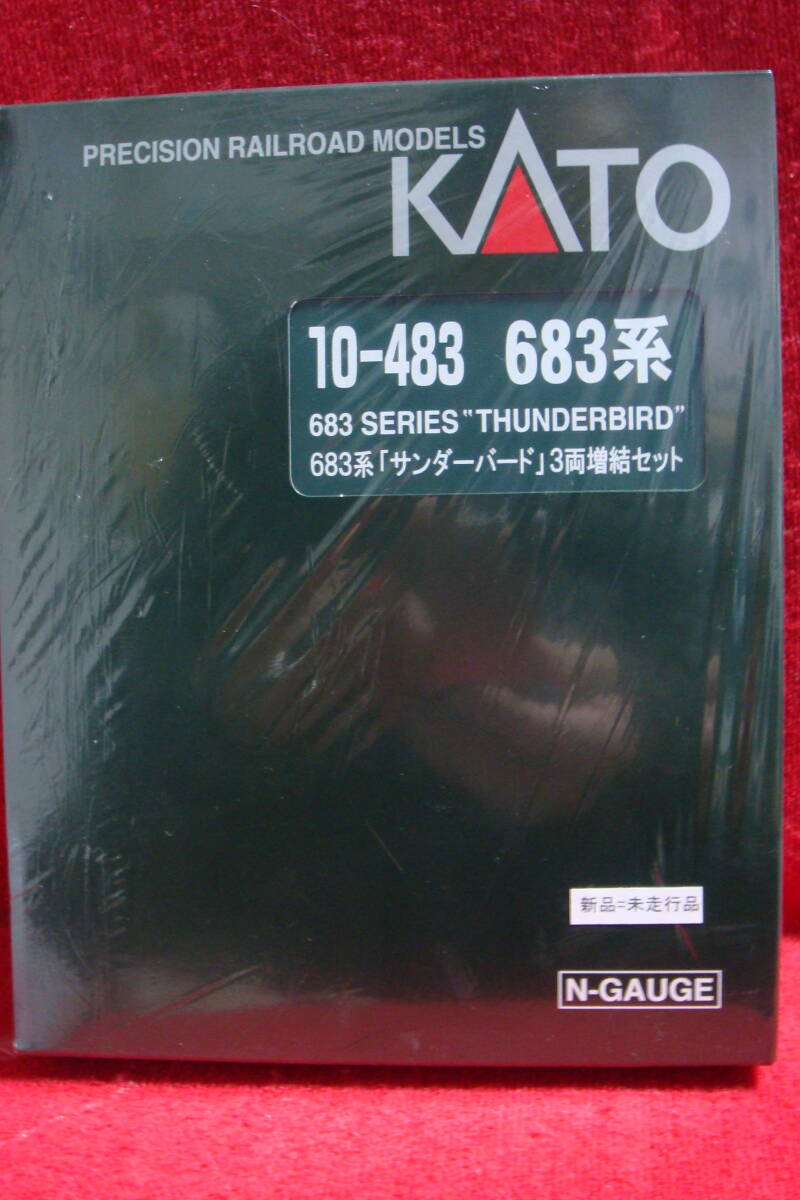 PRECISION RAILROAD MODELS
KATO
10-483 683系
683 SERIES "THUNDERBIRD"
683系「サンダーバード」3両増結セット
新品=未走行品
N-GAUGE